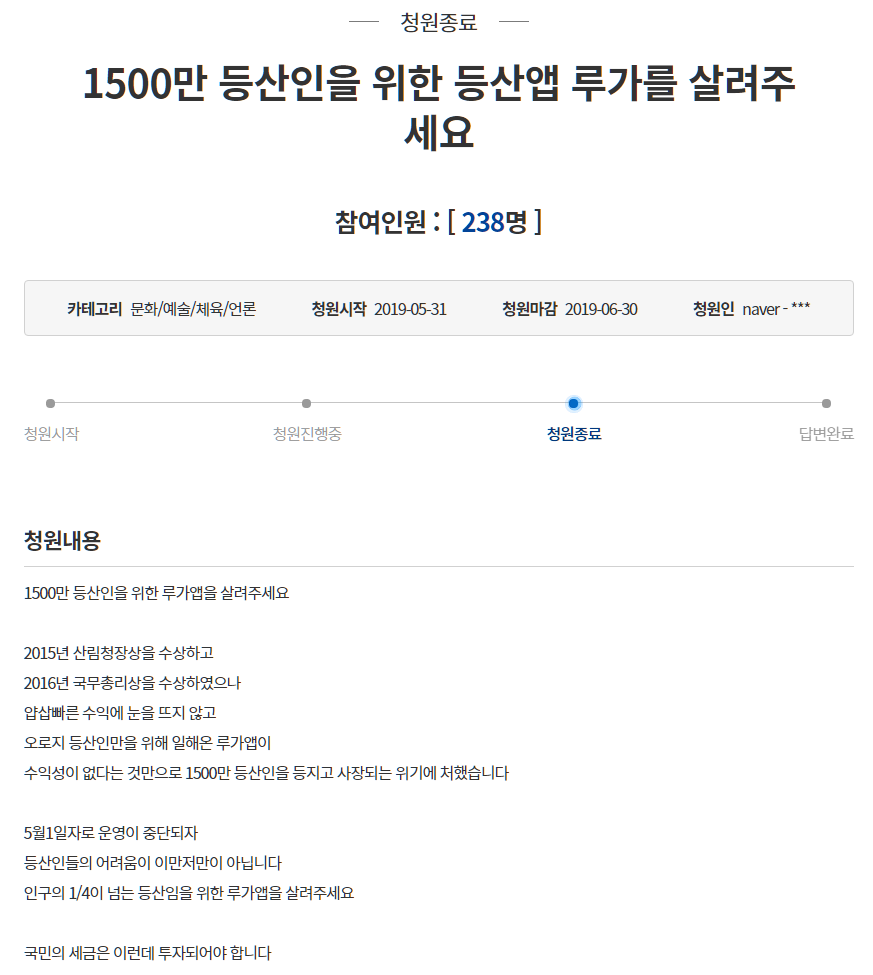 청원종료
1500만 등산인을 위한 등산앱 루가를 살려주
세요
참여인원 : [ 238명 ]
카테고리 문화/예술/체육/언론 청원시작 2019-05-31 청원마감 2019-06-30 청원인 naver - ***
청원시작 청원진행중 청원종료 답변완료
청원내용
1500만 등산인을 위한 루가앱을 살려주세요
2015년 산림청장상을 수상하고
2016년 국무총리상을 수상하였으나
얍삽빠른 수익에 눈을 뜨지 않고
오로지 등산인만을 위해 일해온 루가앱이
수익성이 없다는 것만으로 1500만 등산인을 등지고 사장되는 위기에 처했습니다
5월1일자로 운영이 중단되자
등산인들의 어려움이 이만저만이 아닙니다
인구의 1/4이 넘는 등산임을 위한 루가앱을 살려주세요
국민의 세금은 이런데 투자되어야 합니다